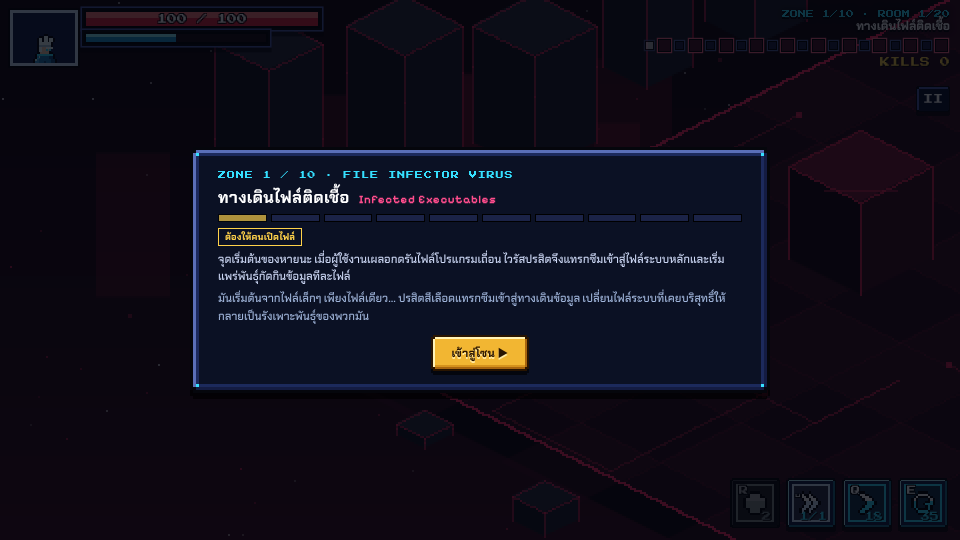 100 / 100
ZONE 1/10 · ROOM 1/20
ทางเดินไฟล์ติดเชื้อ
KILLS 0
II
ZONE 1 / 10 · FILE INFECTOR VIRUS
ทางเดินไฟล์ติดเชื้อ Infected Executables
ต้องให้คนเปิดไฟล์
จุดเริ่มต้นของหายนะ เมื่อผู้ใช้งานเผลอกดรันไฟล์โปรแกรมเถื่อน ไวรัสปรสิตจึงแทรกซึมเข้าสู่ไฟล์ระบบหลักและเริ่ม
แพร่พันธุ์กัดกินข้อมูลทีละไฟล์
มันเริ่มต้นจากไฟล์เล็กๆ เพียงไฟล์เดียว... ปรสิตสีเลือดแทรกซึมเข้าสู่ทางเดินข้อมูล เปลี่ยนไฟล์ระบบที่เคยบริสุทธิ์ให้
กลายเป็นรังเพาะพันธุ์ของพวกมัน
เข้าสู่โซน ▶
R
2
1/1
Q
18
E
35